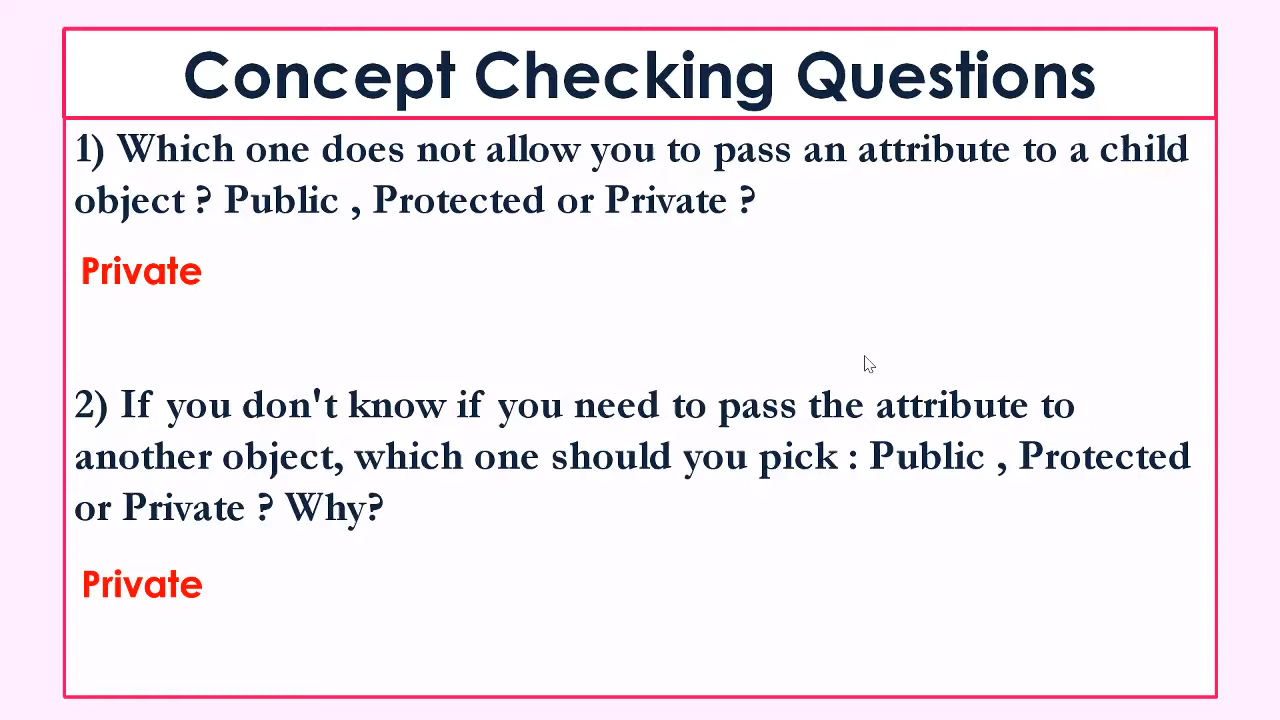 Concept Checking Questions
1) Which one does not allow you to pass an attribute to a child
object ? Public , Protected or Private ?
Private
2) If you don't know if you need to pass the attribute to
another object, which one should you pick : Public , Protected
or Private ? Why?
Private